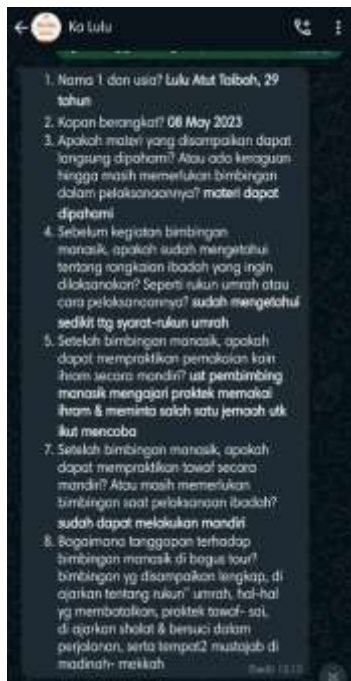 Ka Lulu
1. Nama 1 dan usia? Lulu Atut Taibah, 29
tahun
2. Kapan berangkat? 08 May 2023
3. Apakah materi yang disampaikan dapat
langsung dipahami? Atau ada keraguan
hingga masih memerlukan bimbingan
dalam pelaksanaannya? materi dapat
dipahami
4. Sebelum kegiatan bimbingan
manasik, apakah sudah mengetahui
tentang rangkaian ibadah yang ingin
dilaksanakan? Seperti rukun umrah atau
cara pelaksanaannya? sudah mengetahui
sedikit ttg syarat-rukun umrah
5. Setelah bimbingan manasik, apakah
dapat mempraktikan pemakaian kain
ihram secara mandiri? ust pembimbing
manasik mengajari praktek memakai
ihram & meminta salah satu jemaah utk
ikut mencoba
7. Setelah bimbingan manasik, apakah
dapat mempraktikan tawaf secara
mandiri? Atau masih memerlukan
bimbingan saat pelaksanaan ibadah?
sudah dapat melakukan mandiri
8. Bagaimana tanggapan terhadap
bimbingan manasik di bagus tour?
bimbingan yg disampaikan lengkap, di
ajarkan tentang rukun" umrah, hal-hal
yg membatalkan, praktek tawaf- sai,
di ajarkan sholat & bersuci dalam
perjalanan, serta tempat2 mustajab di
madinah- mekkah